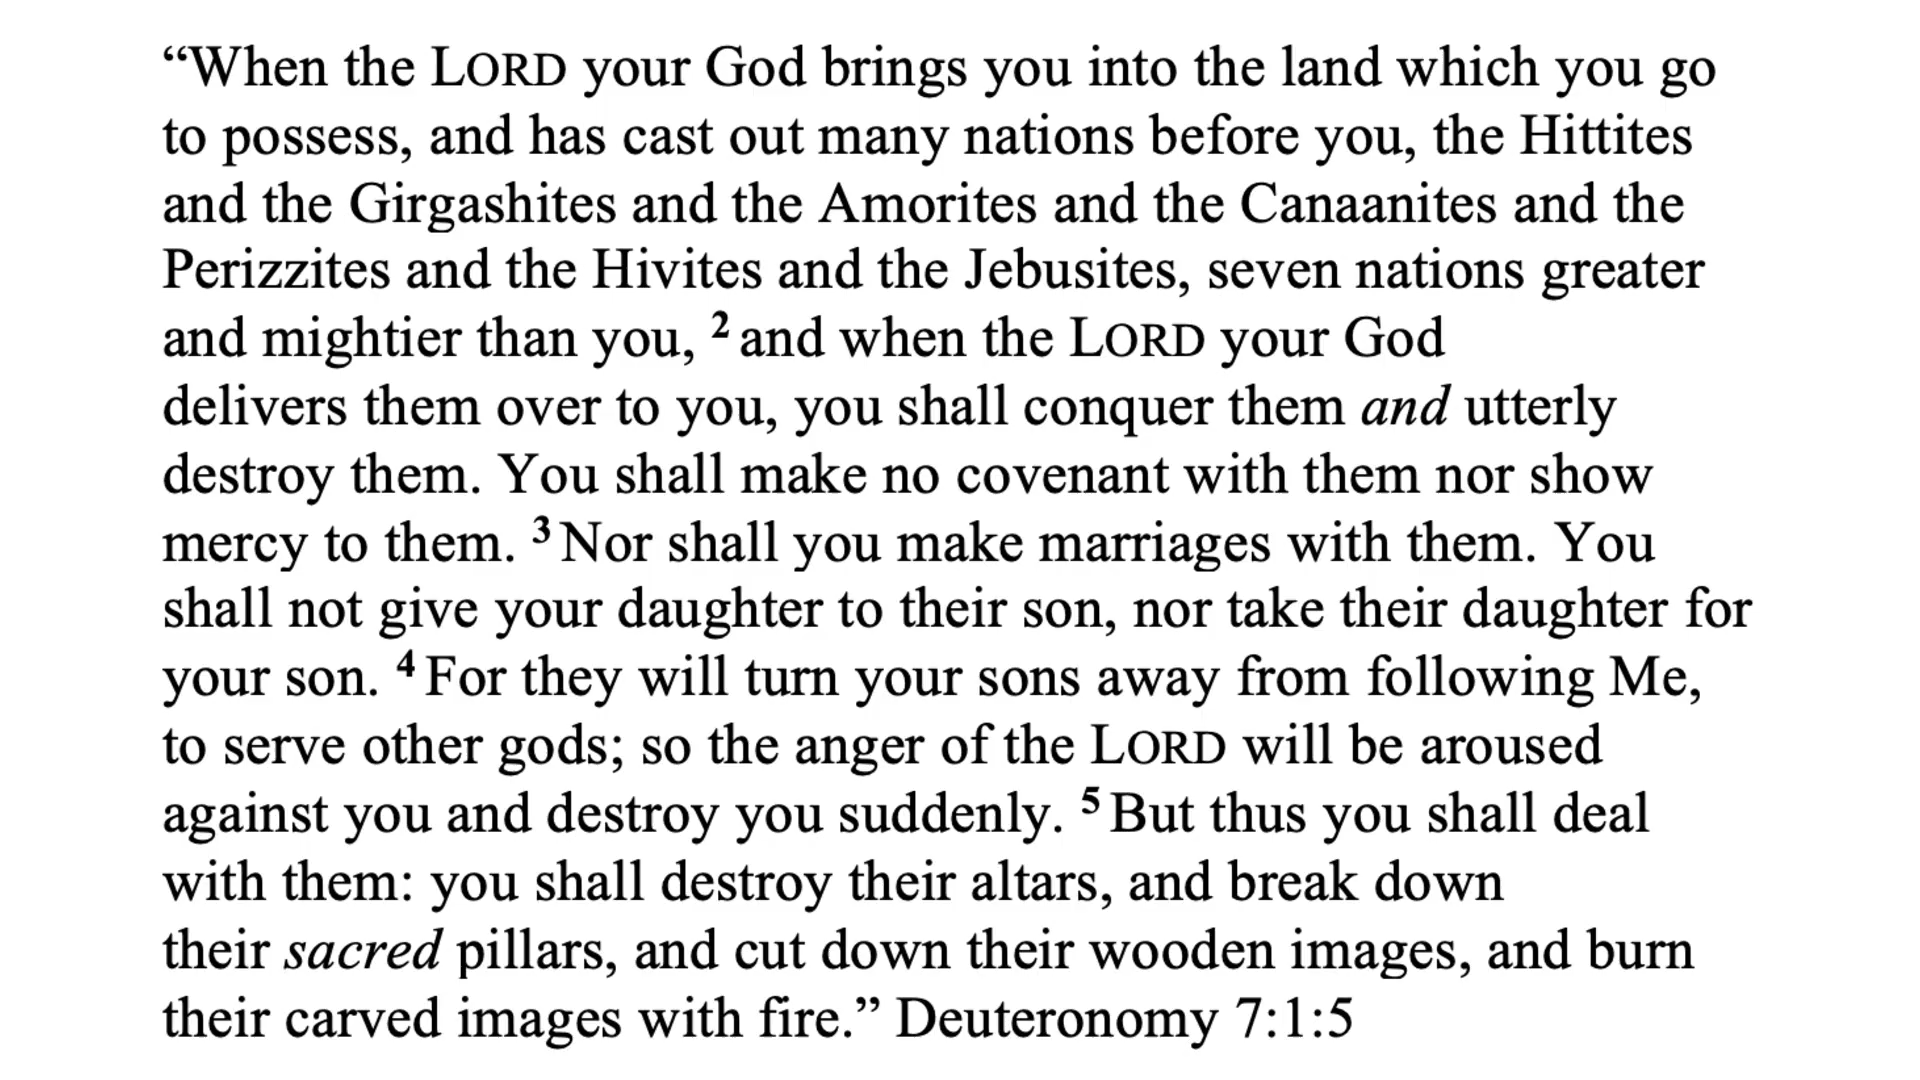 “When the LORD your God brings you into the land which you go
to possess, and has cast out many nations before you, the Hittites
and the Girgashites and the Amorites and the Canaanites and the
Perizzites and the Hivites and the Jebusites, seven nations greater
and mightier than you, 2 and when the LORD your God
delivers them over to you, you shall conquer them and utterly
destroy them. You shall make no covenant with them nor show
mercy to them. 3 Nor shall you make marriages with them. You
shall not give your daughter to their son, nor take their daughter for
your son. 4 For they will turn your sons away from following Me,
to serve other gods; so the anger of the LORD will be aroused
against you and destroy you suddenly. 5 But thus you shall deal
with them: you shall destroy their altars, and break down
their sacred pillars, and cut down their wooden images, and burn
their carved images with fire.” Deuteronomy 7:1:5